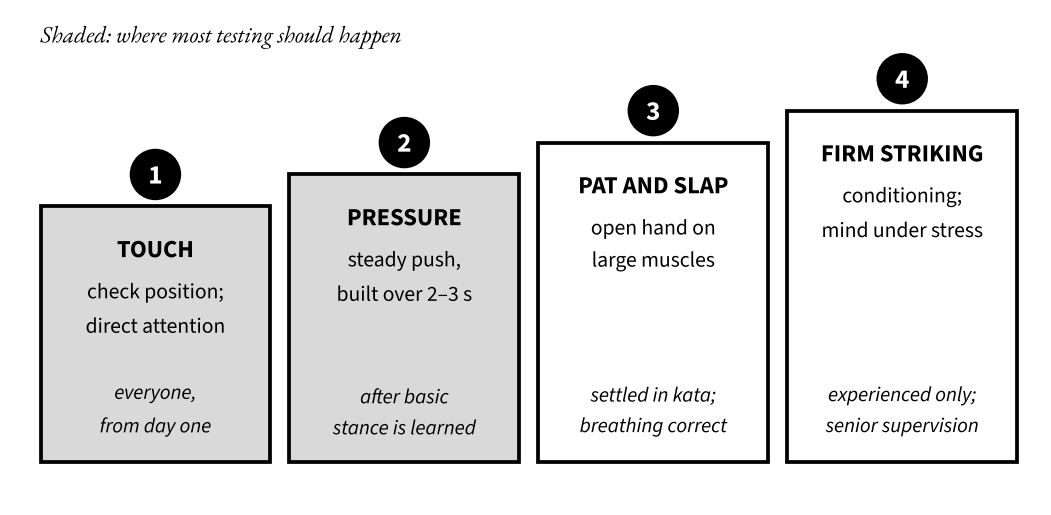 Shaded: where most testing should happen
1
TOUCH
check position;
direct attention
everyone,
from day one
2
PRESSURE
steady push,
built over 2–3 s
after basic
stance is learned
3
PAT AND SLAP
open hand on
large muscles
settled in kata;
breathing correct
4
FIRM STRIKING
conditioning;
mind under stress
experienced only;
senior supervision